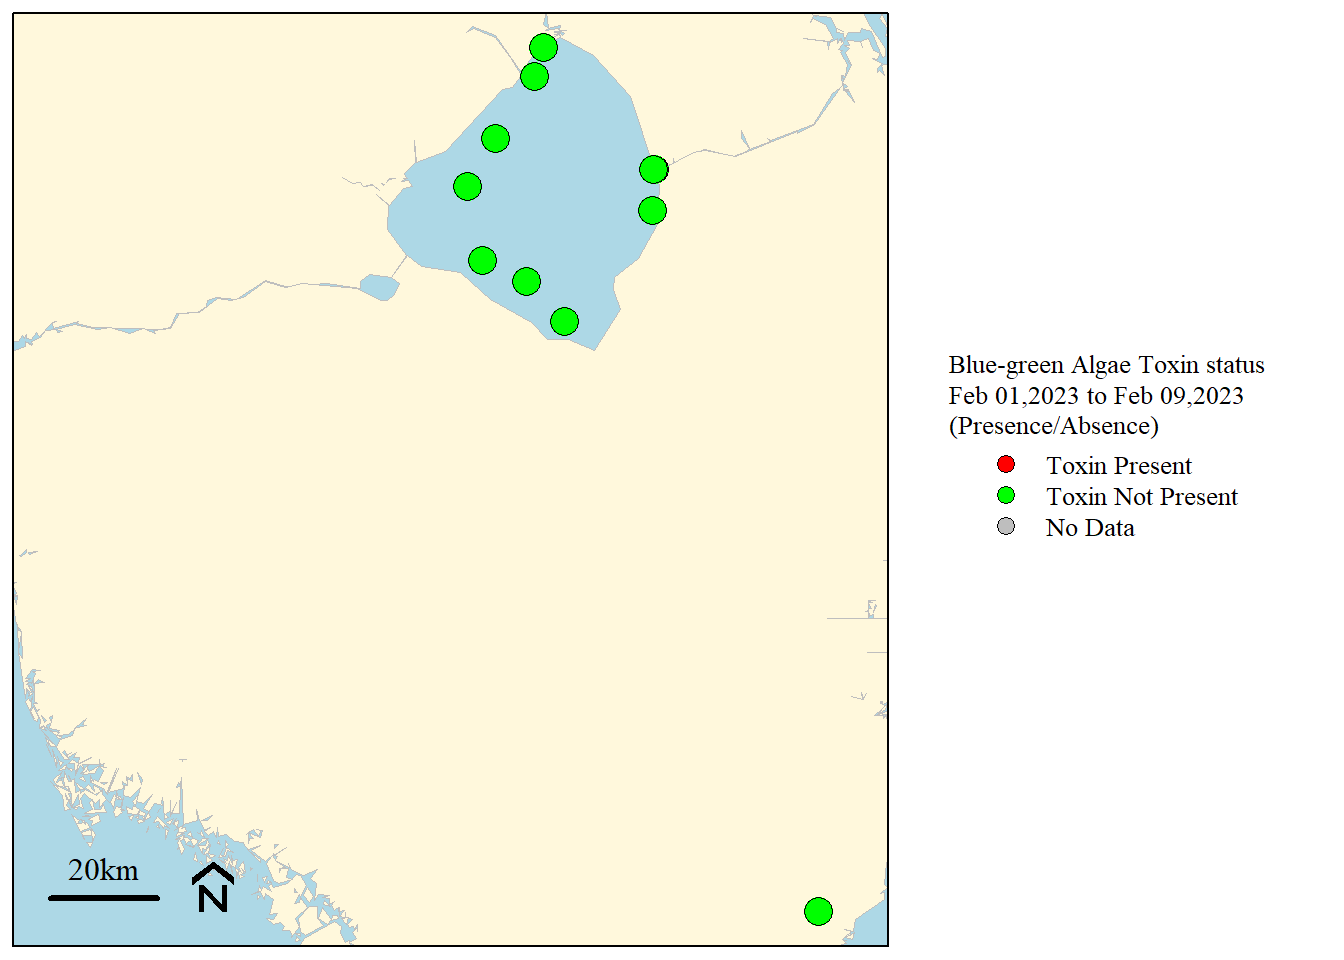 Blue-green Algae Toxin status
Feb 01,2023 to Feb 09,2023
(Presence/Absence)
Toxin Present
Toxin Not Present
No Data
20km
N